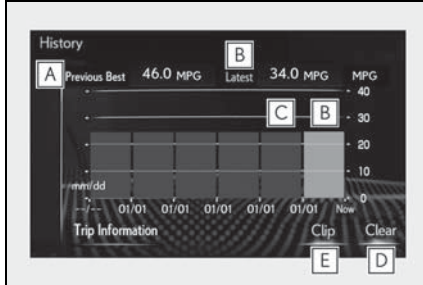 History
B
A Previous Best 46.0 MPG Latest 34.0 MPG MPG
40
C B 30
20
10
mm/dd 0
--/-- 01/01 01/01 01/01 01/01 01/01 Now
Trip Information Clip Clear
E D